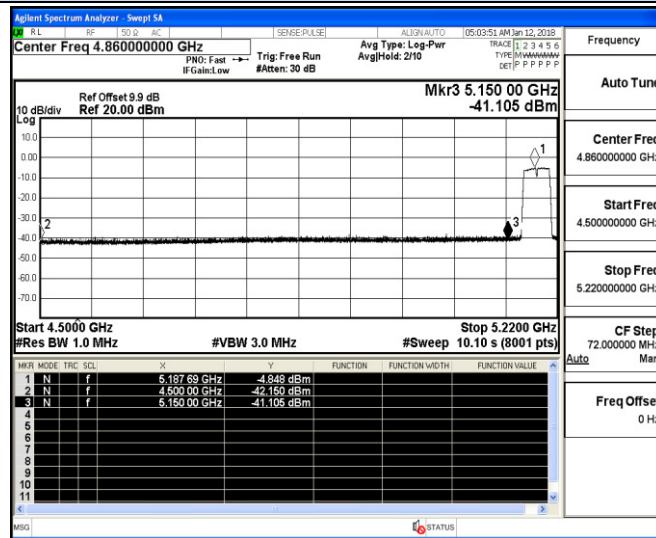 Agilent Spectrum Analyzer - Swept SA
RL RF 50 Ω AC SENSE:PULSE ALIGNAUTO 05:03:51 AM Jan 12, 2018
Center Freq 4.860000000 GHz
PNO: Fast
IFGain:Low
Trig: Free Run
#Atten: 30 dB
Avg Type: Log-Pwr
Avg|Hold: 2/10
TRACE 1 2 3 4 5 6
TYPE MWWWWW
DET P P P P P P
Ref Offset 9.9 dB
10 dB/div Ref 20.00 dBm
Log
Mkr3 5.150 00 GHz
-41.105 dBm
10.0
0.00
-10.0
-20.0
-30.0
-40.0
-50.0
-60.0
-70.0
1
2
3
Start 4.5000 GHz Stop 5.2200 GHz
#Res BW 1.0 MHz #VBW 3.0 MHz #Sweep 10.10 s (8001 pts)
MKR MODE TRC SCL X Y FUNCTION FUNCTION WIDTH FUNCTION VALUE
1 N f 5.187 69 GHz -4.848 dBm
2 N f 4.500 00 GHz -42.150 dBm
3 N f 5.150 00 GHz -41.105 dBm
4
5
6
7
8
9
10
11
MSG STATUS
Frequency
Auto Tune
Center Freq
4.860000000 GHz
Start Freq
4.500000000 GHz
Stop Freq
5.220000000 GHz
CF Step
72.000000 MHz
Auto Man
Freq Offset
0 Hz